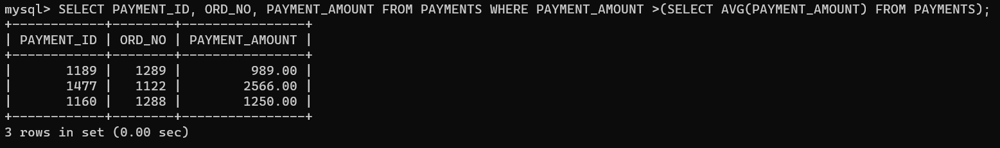 mysql> SELECT PAYMENT_ID, ORD_NO, PAYMENT_AMOUNT FROM PAYMENTS WHERE PAYMENT_AMOUNT >(SELECT AVG(PAYMENT_AMOUNT) FROM PAYMENTS);
+------------+--------+----------------+
| PAYMENT_ID | ORD_NO | PAYMENT_AMOUNT |
+------------+--------+----------------+
|       1189 |   1289 |         989.00 |
|       1477 |   1122 |        2566.00 |
|       1160 |   1288 |        1250.00 |
+------------+--------+----------------+
3 rows in set (0.00 sec)